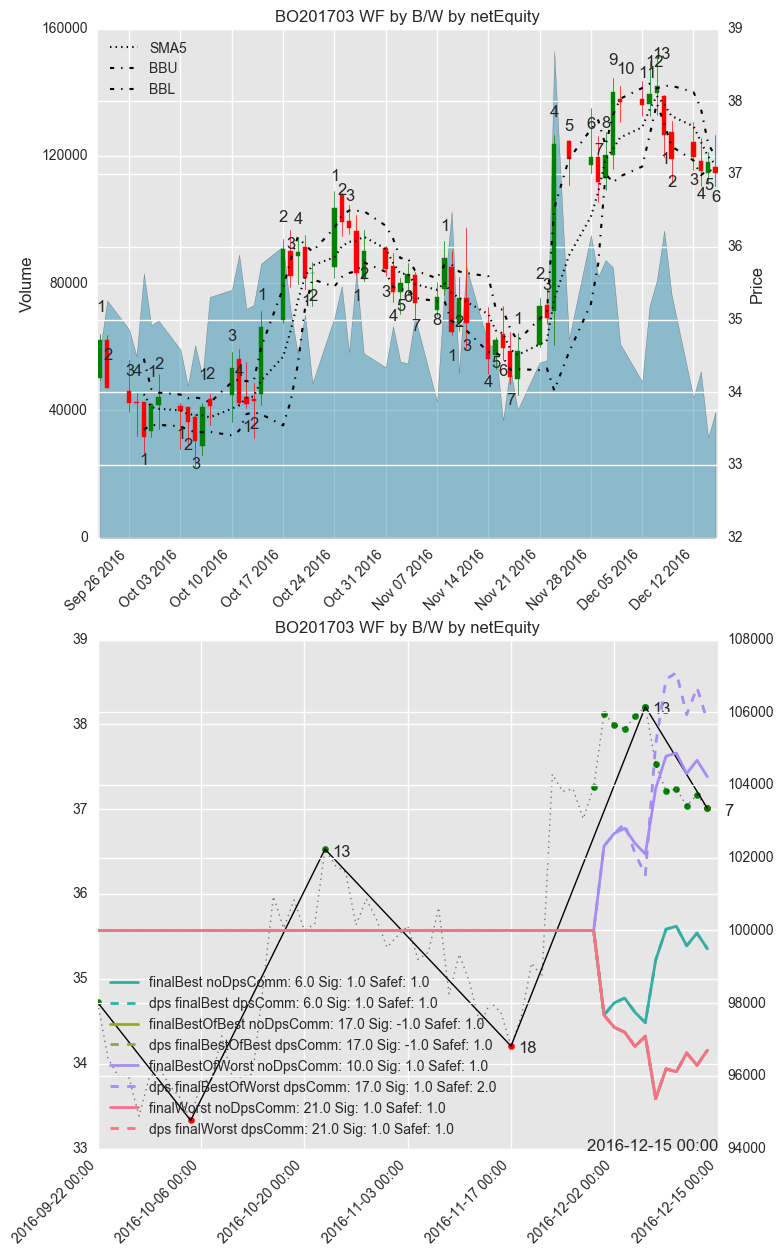 BO201703 WF by B/W by netEquity
160000
120000
80000
40000
0
Volume
SMA5
BBU
BBL
39
38
37
36
35
34
33
32
Price
Sep 26 2016
Oct 03 2016
Oct 10 2016
Oct 17 2016
Oct 24 2016
Oct 31 2016
Nov 07 2016
Nov 14 2016
Nov 21 2016
Nov 28 2016
Dec 05 2016
Dec 12 2016
BO201703 WF by B/W by netEquity
39
38
37
36
35
34
33
108000
106000
104000
102000
100000
98000
96000
94000
13
13
18
7
finalBest noDpsComm: 6.0 Sig: 1.0 Safef: 1.0
dps finalBest dpsComm: 6.0 Sig: 1.0 Safef: 1.0
finalBestOfBest noDpsComm: 17.0 Sig: -1.0 Safef: 1.0
dps finalBestOfBest dpsComm: 17.0 Sig: -1.0 Safef: 1.0
finalBestOfWorst noDpsComm: 10.0 Sig: 1.0 Safef: 1.0
dps finalBestOfWorst dpsComm: 17.0 Sig: 1.0 Safef: 2.0
finalWorst noDpsComm: 21.0 Sig: 1.0 Safef: 1.0
dps finalWorst dpsComm: 21.0 Sig: 1.0 Safef: 1.0
2016-12-15 00:00
2016-09-22 00:00
2016-10-06 00:00
2016-10-20 00:00
2016-11-03 00:00
2016-11-17 00:00
2016-12-02 00:00
2016-12-15 00:00